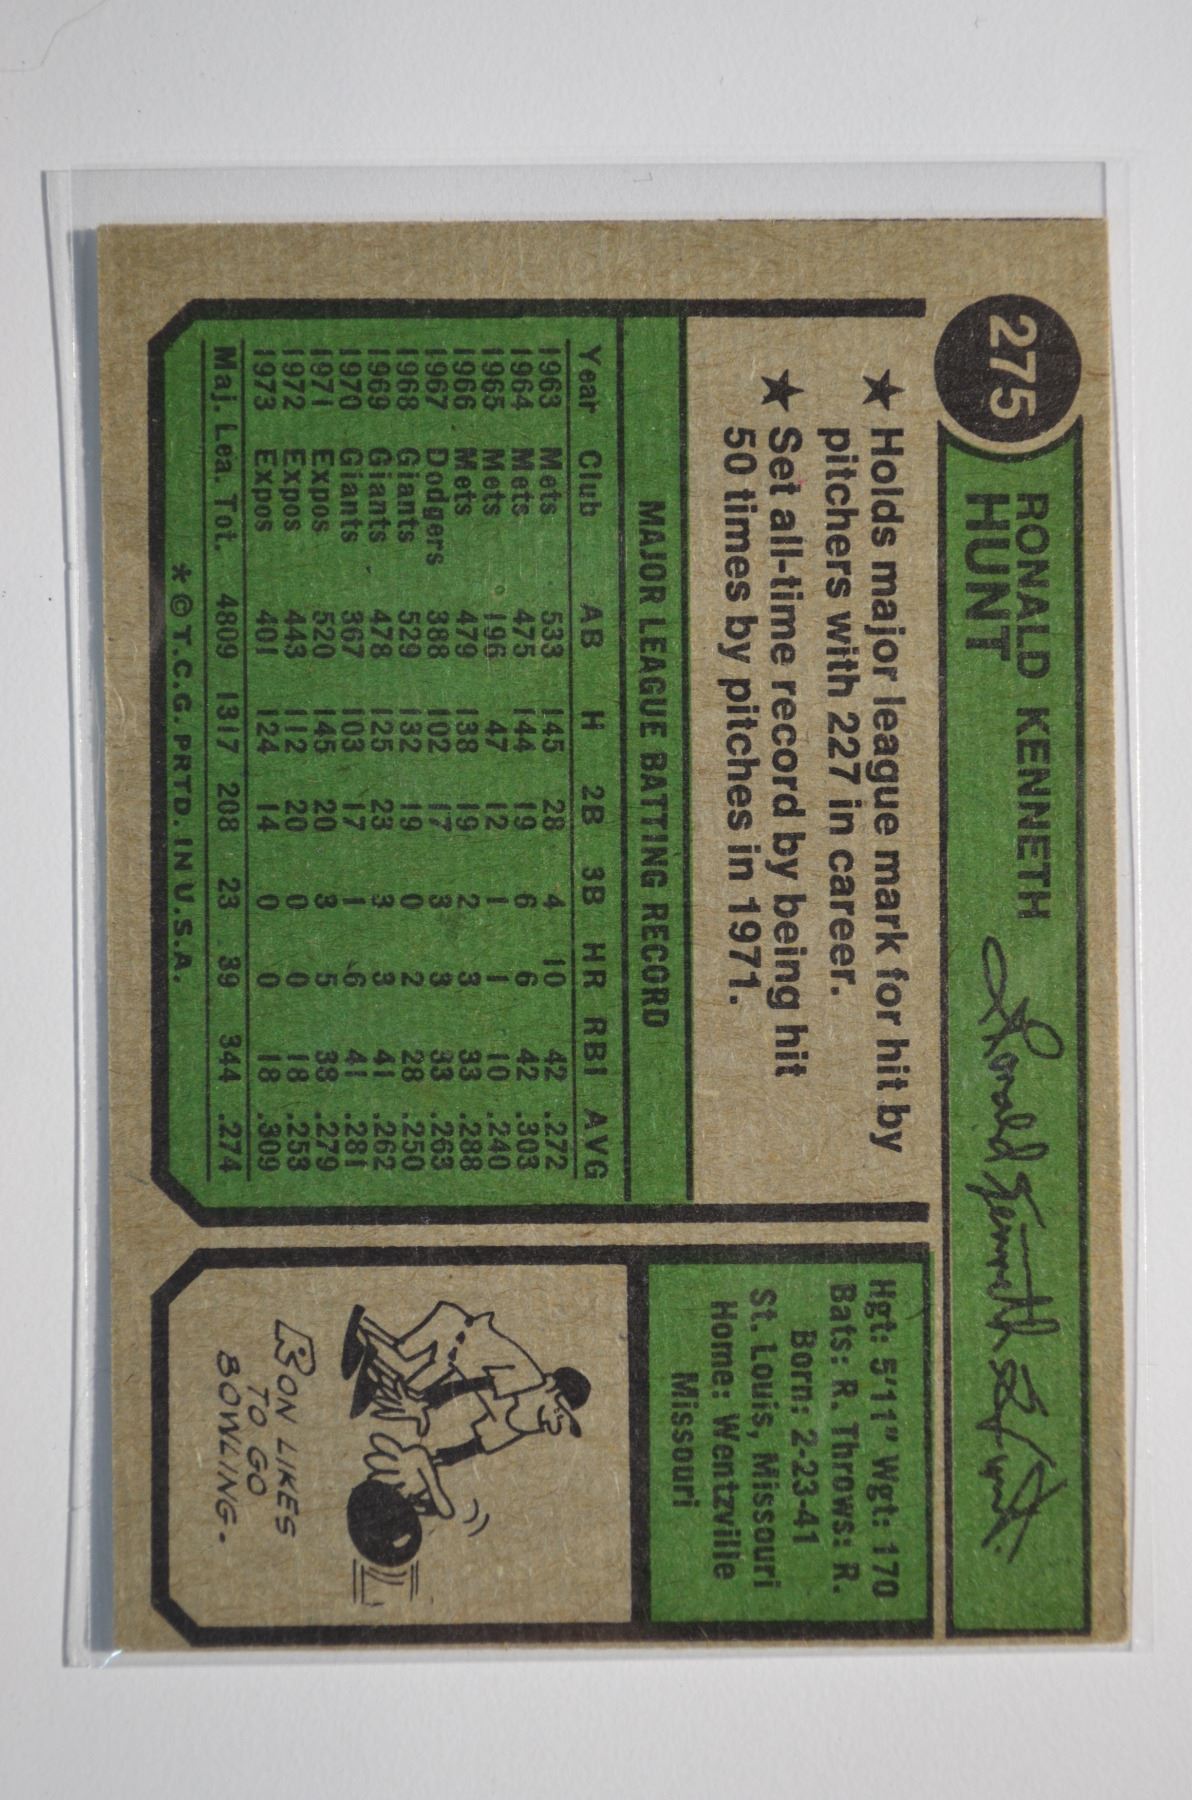 275
RONALD KENNETH
HUNT
Ronald Kenneth Hunt
★ Holds major league mark for hit by
pitchers with 227 in career.
★ Set all-time record by being hit
50 times by pitches in 1971.
MAJOR LEAGUE BATTING RECORD
Year Club AB H 2B 3B HR RBI AVG
1963 Mets 533 145 28 4 10 42 .272
1964 Mets 475 144 19 6 6 42 .303
1965 Mets 196 47 12 1 1 10 .240
1966 Mets 479 138 19 2 3 33 .288
1967 Dodgers 388 102 17 3 3 33 .263
1968 Giants 529 132 19 0 2 28 .250
1969 Giants 478 125 23 3 3 41 .262
1970 Giants 367 103 17 1 6 41 .281
1971 Expos 520 145 20 3 5 38 .279
1972 Expos 443 112 20 0 0 18 .253
1973 Expos 401 124 14 0 0 18 .309
Maj. Lea. Tot. 4809 1317 208 23 39 344 .274
*© T.C.G. PRTD. IN U.S.A.
Hgt: 5'11" Wgt: 170
Bats: R. Throws: R.
Born: 2-23-41
St. Louis, Missouri
Home: Wentzville
Missouri
RON LIKES
TO GO
BOWLING.